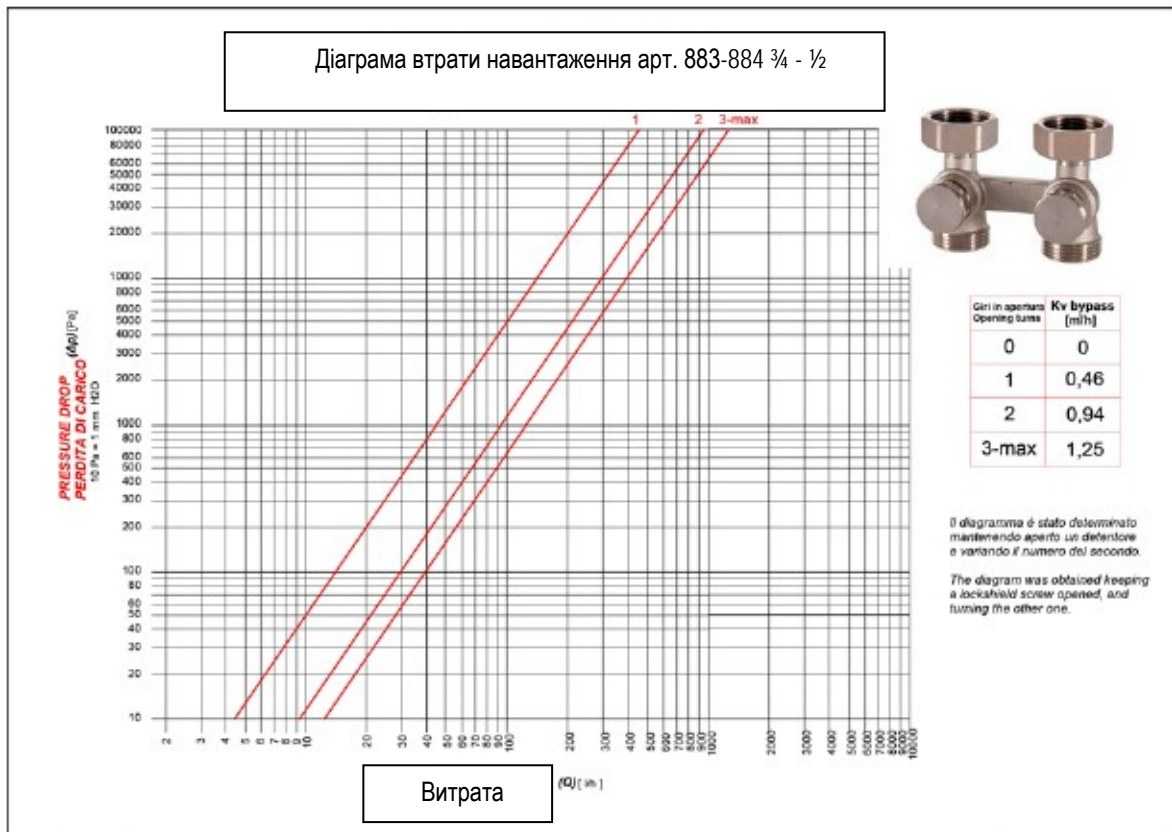 Діаграма втрати навантаження арт. 883-884 ¾ - ½
1 2 3-max
100000
80000
60000
50000
40000
30000
20000
10000
8000
6000
5000
4000
3000
2000
1000
800
600
500
400
300
200
100
80
60
50
40
30
20
10
PRESSURE DROP
PERDITA DI CARICO (Δp) [Pa]
10 Pa = 1 mm H2O
2 3 4 5 6 7 8 9 10 20 30 40 50 60 70 80 90 100 200 300 400 500 600 700 800 900 1000 2000 3000 4000 5000 6000 7000 8000 9000 10000
Витрата
(Q) [ l/h ]
Giri in apertura Kv bypass
Opening turns [m³/h]
0 0
1 0,46
2 0,94
3-max 1,25
Il diagramma è stato determinato
mantenendo aperto un detentore
e variando il numero del secondo.
The diagram was obtained keeping
a lockshield screw opened, and
turning the other one.